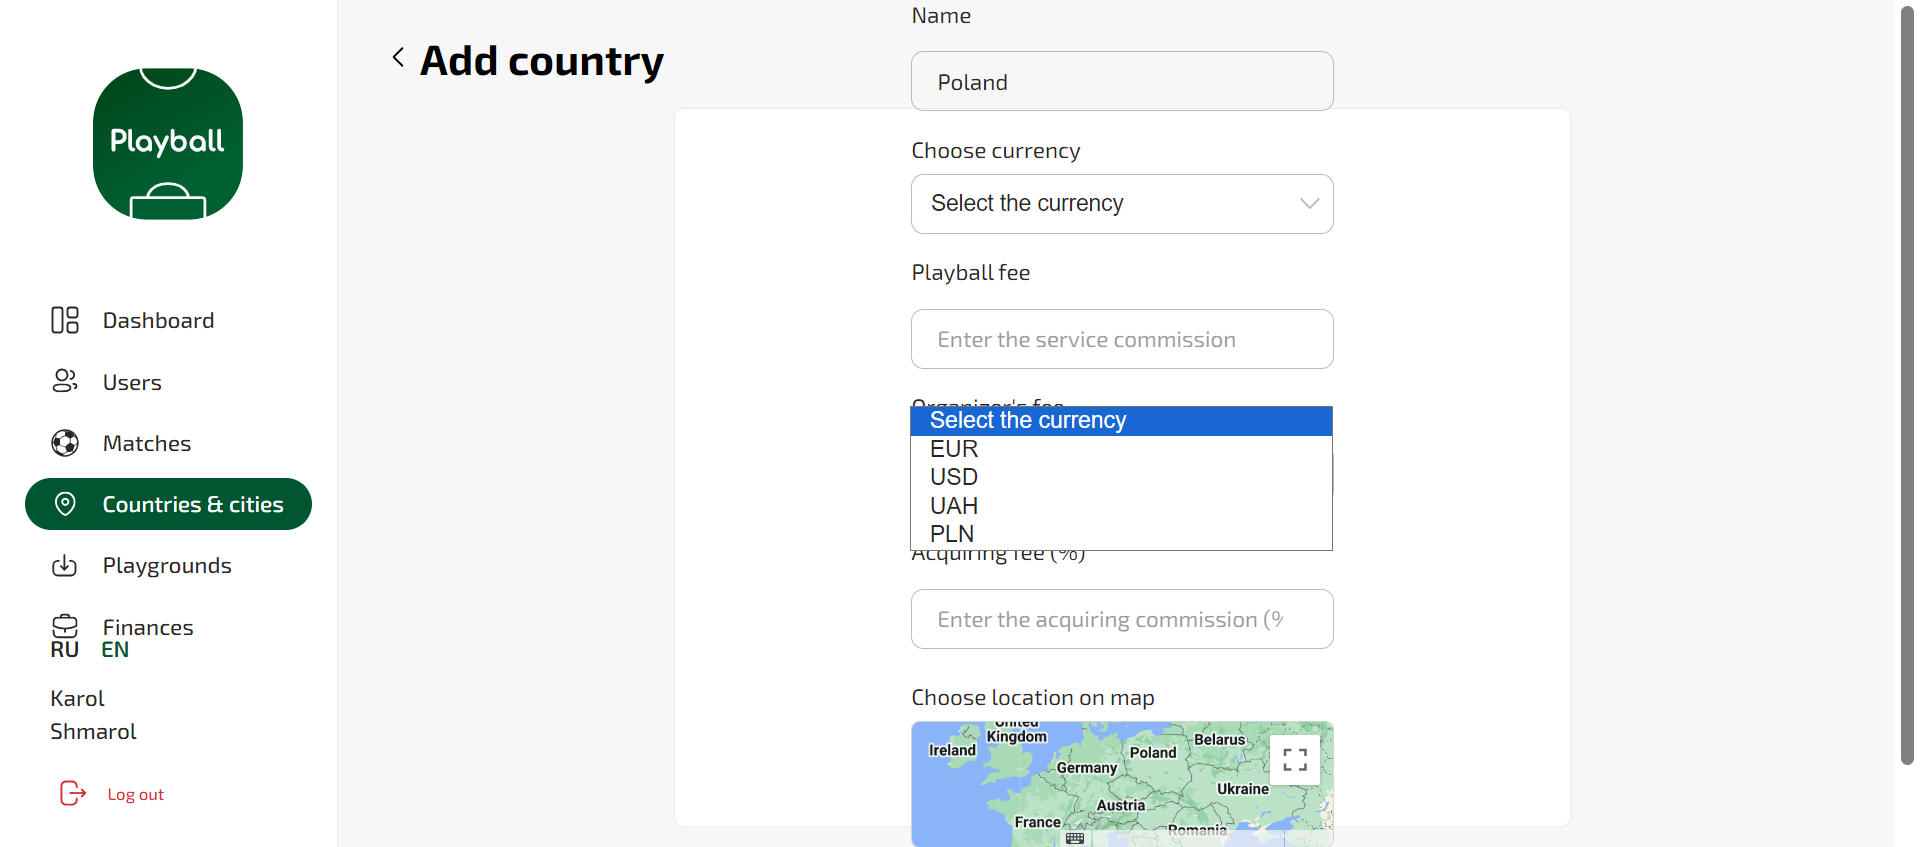 Playball
Dashboard
Users
Matches
Countries & cities
Playgrounds
Finances
RU EN
Karol
Shmarol
Log out
Add country
Name
Poland
Choose currency
Select the currency
Playball fee
Enter the service commission
Organizer's fee
Select the currency
EUR
USD
UAH
PLN
Acquiring fee (%)
Enter the acquiring commission (%
Choose location on map
United
Kingdom
Ireland
Belarus
Poland
Germany
Ukraine
Austria
France
Romania